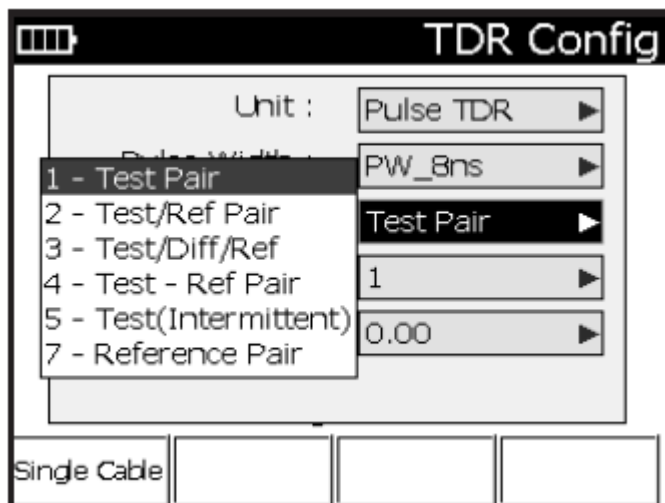 TDR Config
Unit :
Pulse TDR
PW_8ns
1 - Test Pair
2 - Test/Ref Pair
Test Pair
3 - Test/Diff/Ref
4 - Test - Ref Pair
1
5 - Test(Intermittent)
0.00
7 - Reference Pair
Single Cable